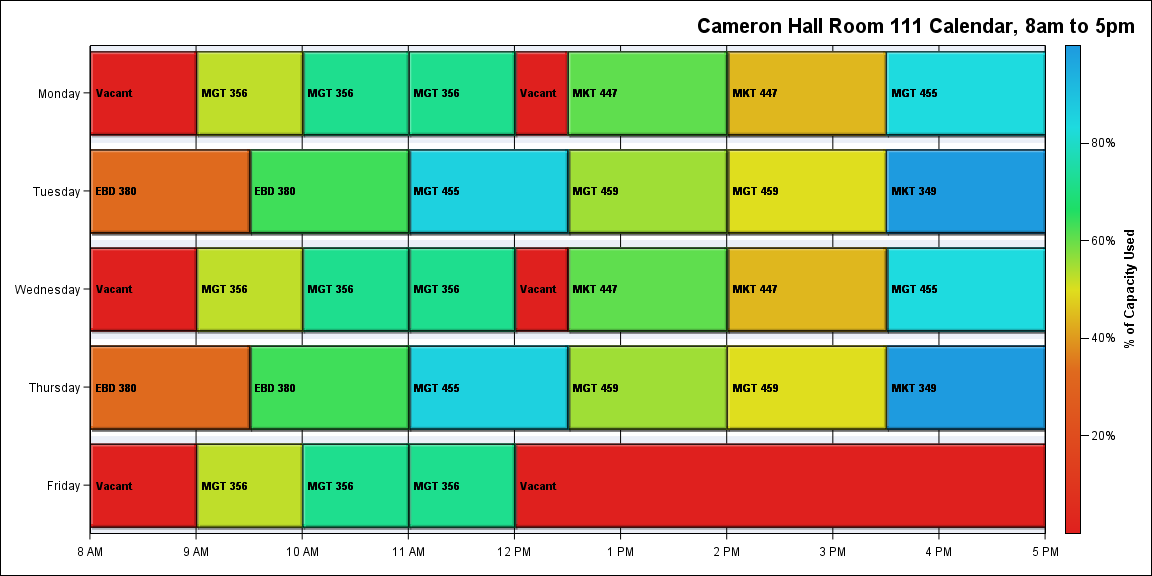 Cameron Hall Room 111 Calendar, 8am to 5pm
Monday
Vacant
MGT 356
MGT 356
MGT 356
Vacant
MKT 447
MKT 447
MGT 455
Tuesday
EBD 380
EBD 380
MGT 455
MGT 459
MGT 459
MKT 349
Wednesday
Vacant
MGT 356
MGT 356
MGT 356
Vacant
MKT 447
MKT 447
MGT 455
Thursday
EBD 380
EBD 380
MGT 455
MGT 459
MGT 459
MKT 349
Friday
Vacant
MGT 356
MGT 356
MGT 356
Vacant
8 AM
9 AM
10 AM
11 AM
12 PM
1 PM
2 PM
3 PM
4 PM
5 PM
80%
60%
40%
20%
% of Capacity Used